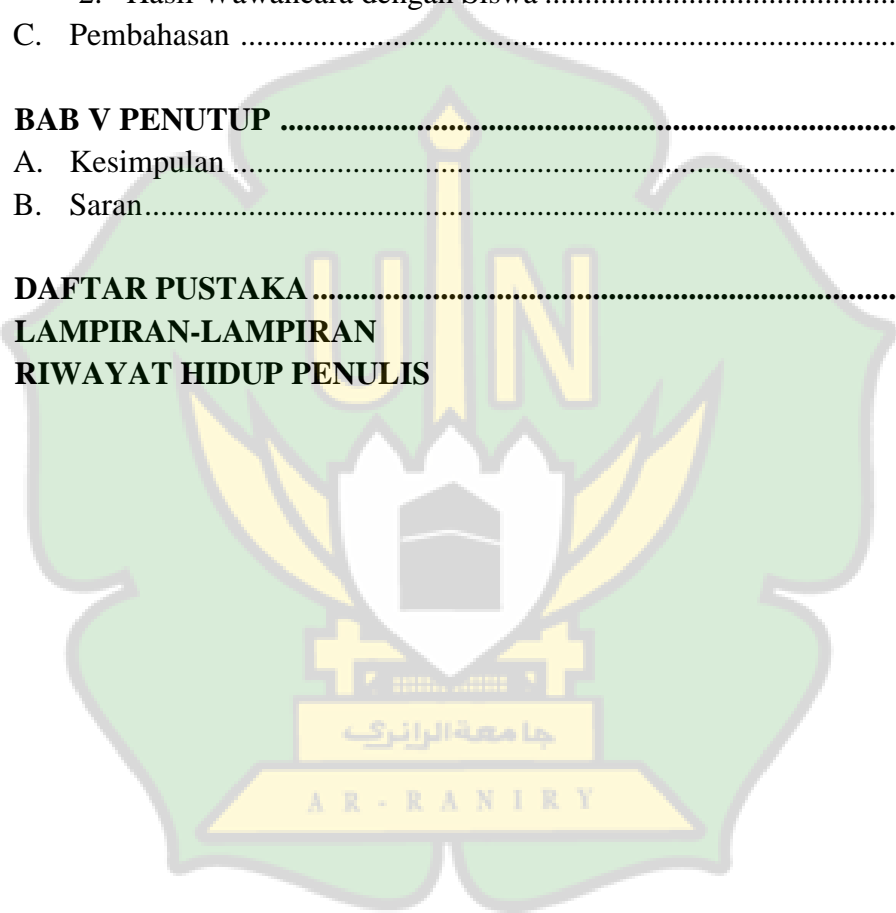 2. Hasil Wawancara dengan Siswa ........................................
C. Pembahasan ................................................................................
BAB V PENUTUP ............................................................................
A. Kesimpulan .................................................................................
B. Saran............................................................................................
DAFTAR PUSTAKA.........................................................................
LAMPIRAN-LAMPIRAN
RIWAYAT HIDUP PENULIS
UIN
جامعة الرانري
AR-RANIRY